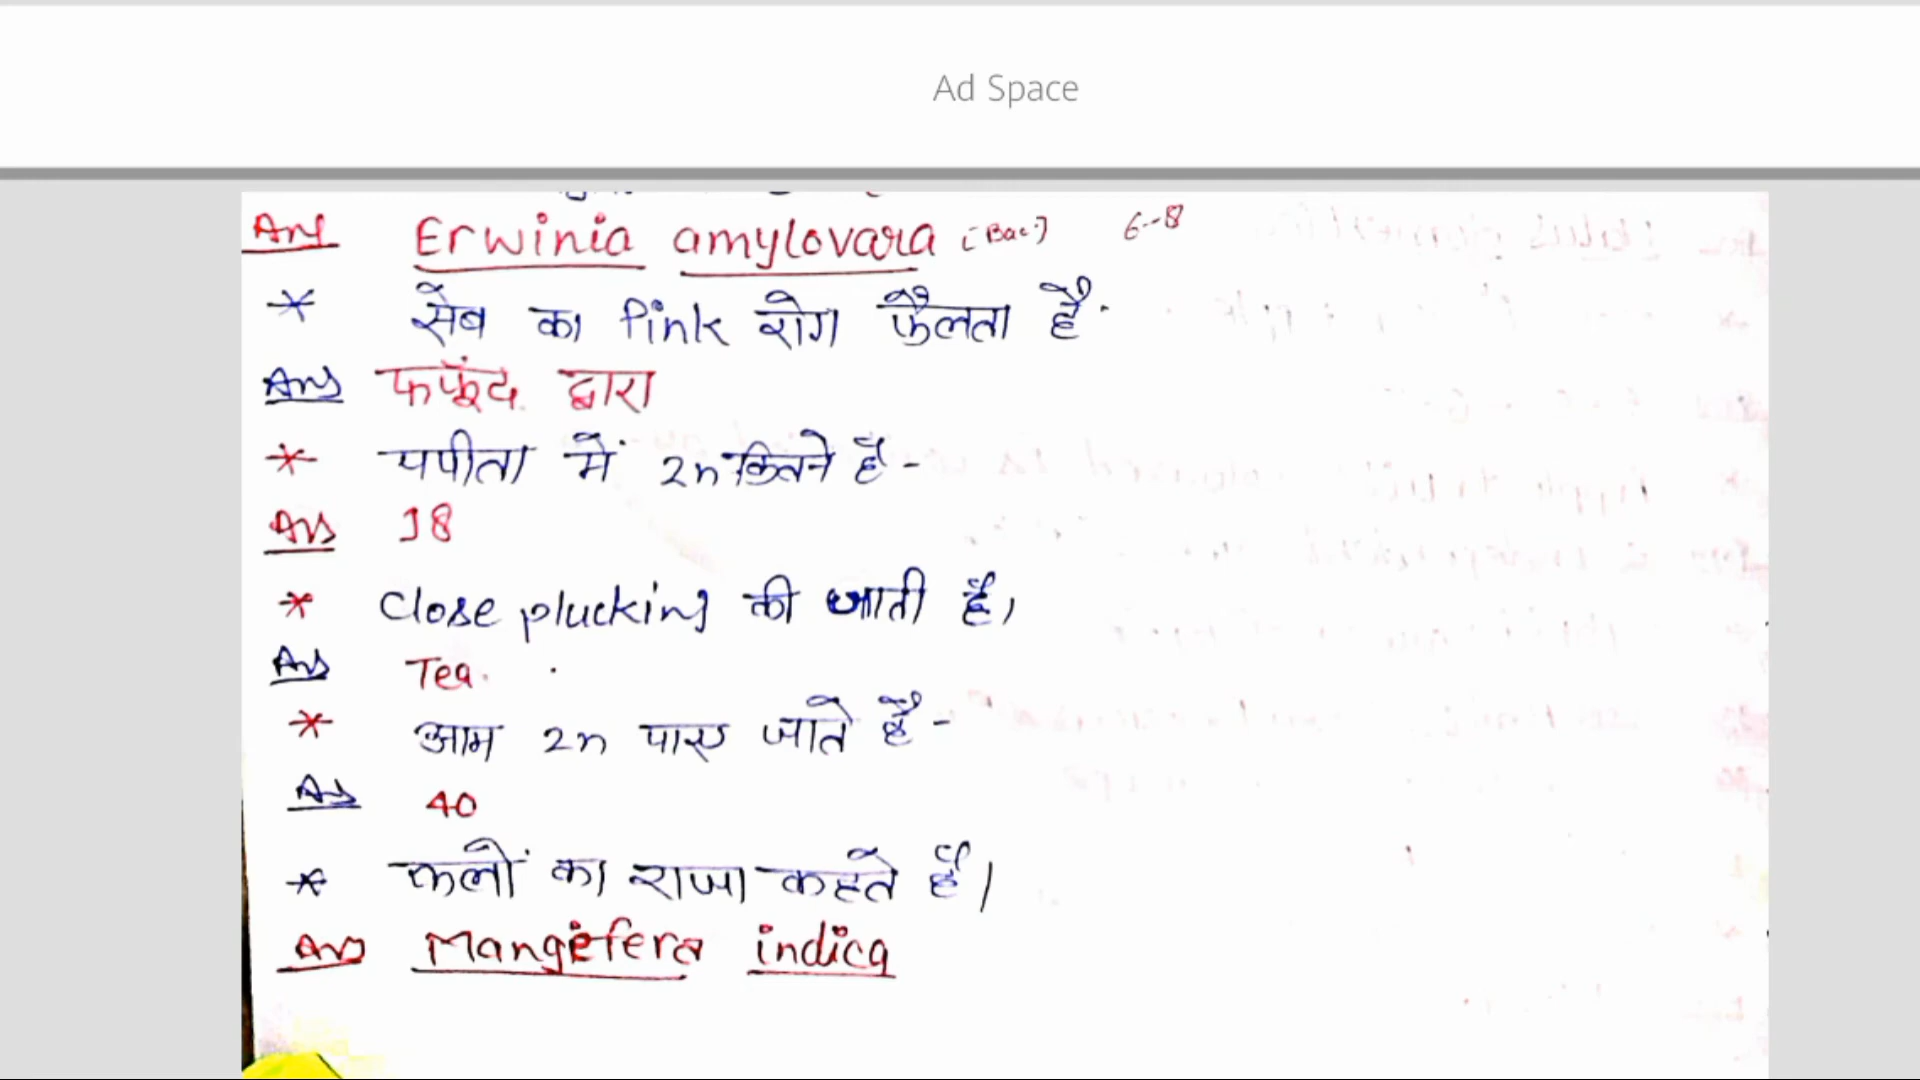 Ad Space
Ans Erwinia amylovara (Bac.) 6-8
* सेब का Pink रोग फैलता है-
Ans फफूंद द्वारा
* पपीता में 2n कितने है -
Ans 18
* Close plucking की जाती है।
Ans Tea.
* आम 2n पाए जाते है -
Ans 40
* फलों का राजा कहते है।
Ans Mangifera indica